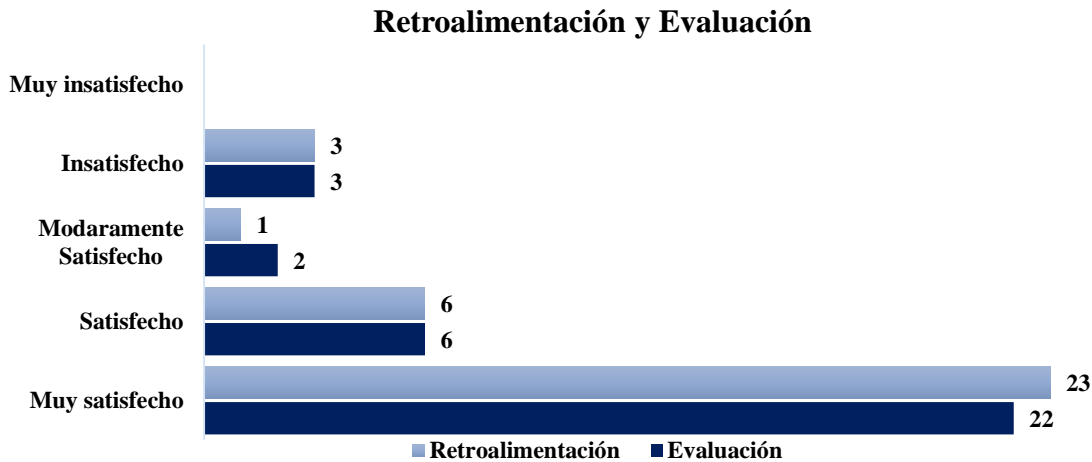 Retroalimentación y Evaluación
Muy insatisfecho
Insatisfecho
3
3
Modaramente
Satisfecho
1
2
Satisfecho
6
6
Muy satisfecho
23
22
Retroalimentación
Evaluación